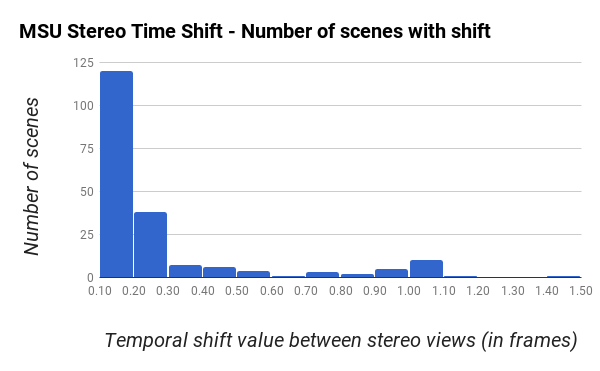 MSU Stereo Time Shift - Number of scenes with shift
Number of scenes
125
100
75
50
25
0
0.10 0.20 0.30 0.40 0.50 0.60 0.70 0.80 0.90 1.00 1.10 1.20 1.30 1.40 1.50
Temporal shift value between stereo views (in frames)